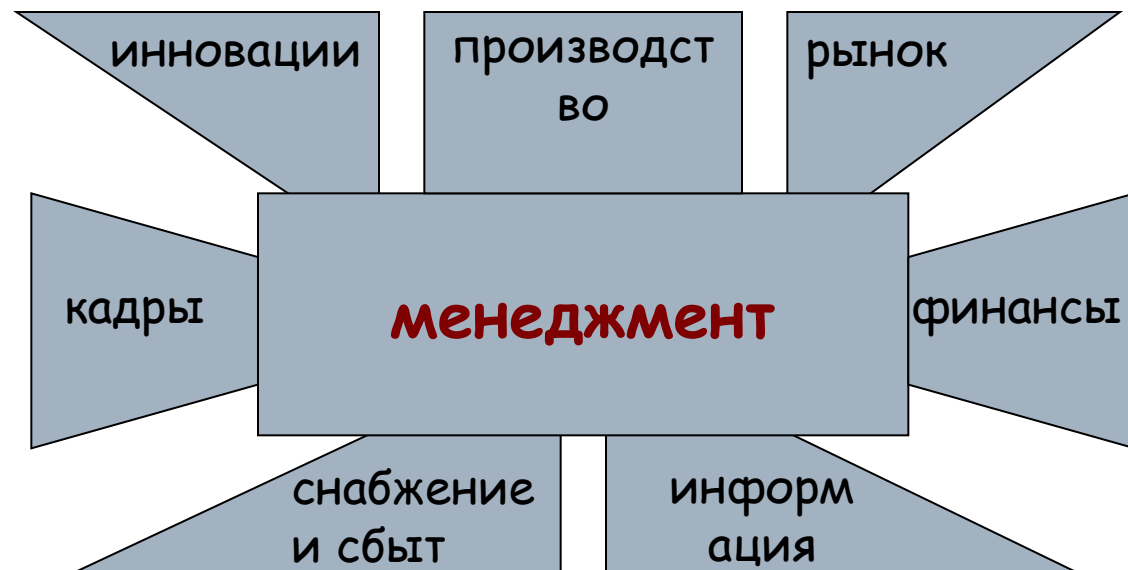 инновации
производст
во
рынок
кадры
менеджмент
финансы
снабжение
и сбыт
информ
ация